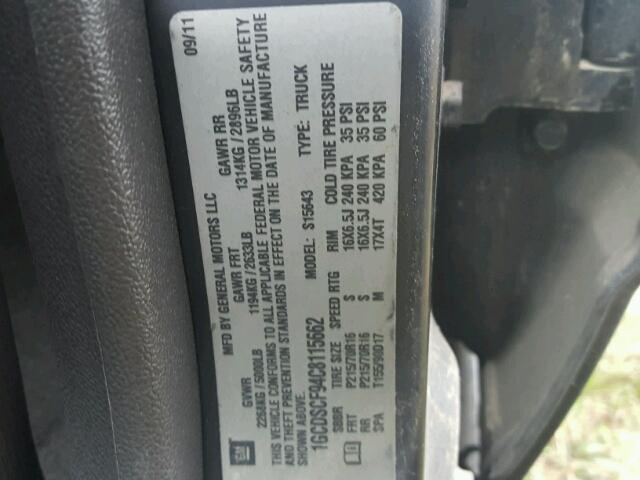 MFD BY GENERAL MOTORS LLC 09/11
GVWR GAWR FRT GAWR RR
2268KG / 5000LB 1194KG / 2633LB 1314KG / 2896LB
THIS VEHICLE CONFORMS TO ALL APPLICABLE FEDERAL MOTOR VEHICLE SAFETY
AND THEFT PREVENTION STANDARDS IN EFFECT ON THE DATE OF MANUFACTURE
SHOWN ABOVE.
1GCDSCF94C8115662 MODEL: S15643 TYPE: TRUCK
SBBR TIRE SIZE SPEED RTG RIM COLD TIRE PRESSURE
FRT P215/70R16 S 16X6.5J 240 KPA 35 PSI
RR P215/70R16 S 16X6.5J 240 KPA 35 PSI
SPA T155/90D17 M 17X4T 420 KPA 60 PSI
GM